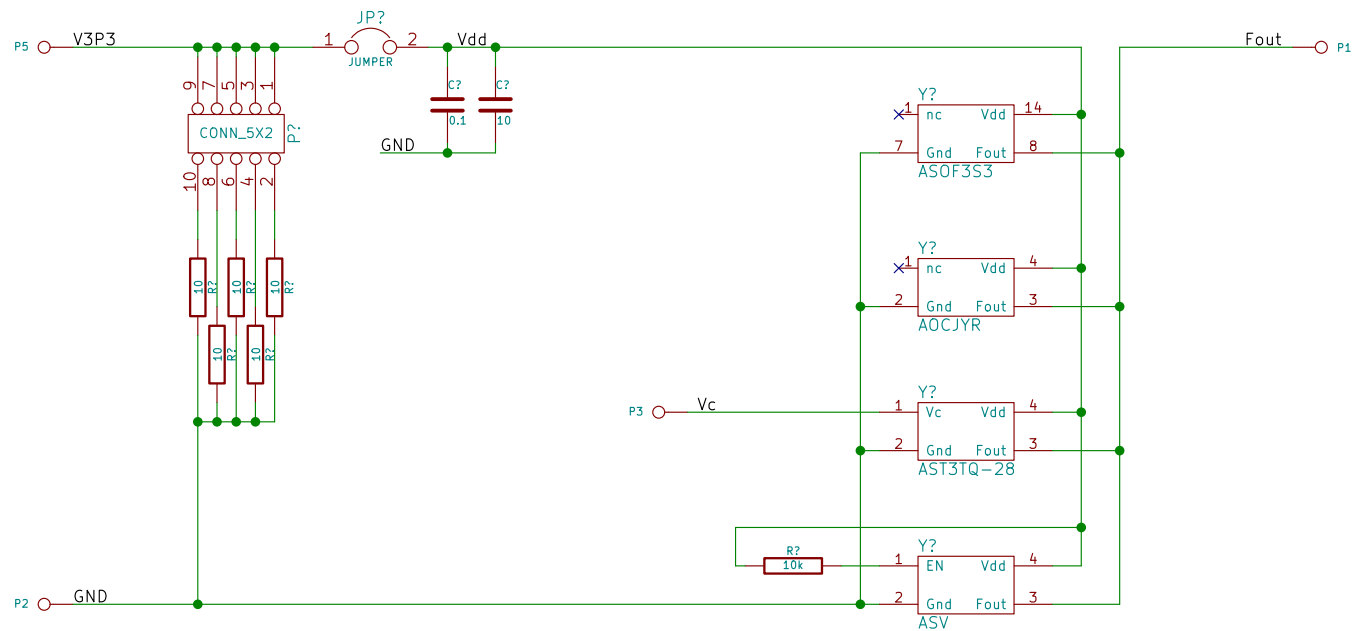 JP?
P5 V3P3 1 2 Vdd Fout P1
JUMPER
9 7 5 3 1
C? C?
0.1 10
CONN_5X2 P?
GND
10 8 6 4 2
Y?
1 nc Vdd 14
7 Gnd Fout 8
ASOF3S3
Y?
1 nc Vdd 4
2 Gnd Fout 3
AOCJYR
10 R? 10 R? 10 R?
10 R? 10 R?
Y?
P3 Vc 1 Vc Vdd 4
2 Gnd Fout 3
AST3TQ-28
Y?
R?
10k 1 EN Vdd 4
P2 GND 2 Gnd Fout 3
ASV